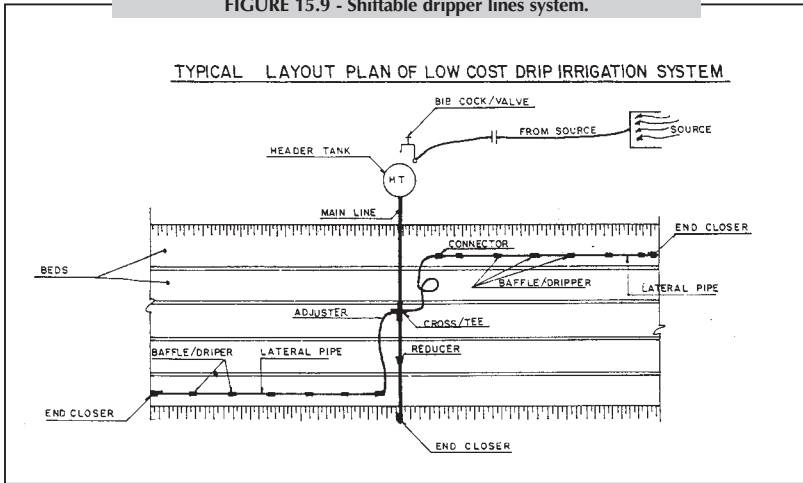 FIGURE 15.9 - Shiftable dripper lines system.
TYPICAL LAYOUT PLAN OF LOW COST DRIP IRRIGATION SYSTEM
BIB COCK/VALVE
FROM SOURCE
SOURCE
HEADER TANK
HT
MAIN LINE
END CLOSER
CONNECTOR
BEDS
BAFFLE/DRIPPER
LATERAL PIPE
ADJUSTER
CROSS/TEE
BAFFLE/DRIPER
LATERAL PIPE
REDUCER
END CLOSER
END CLOSER